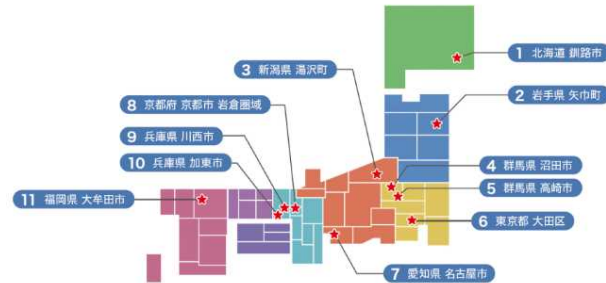 1 北海道 釧路市
2 岩手県 矢巾町
3 新潟県 湯沢町
4 群馬県 沼田市
5 群馬県 高崎市
6 東京都 大田区
7 愛知県 名古屋市
8 京都府 京都市 岩倉圏域
9 兵庫県 川西市
10 兵庫県 加東市
11 福岡県 大牟田市